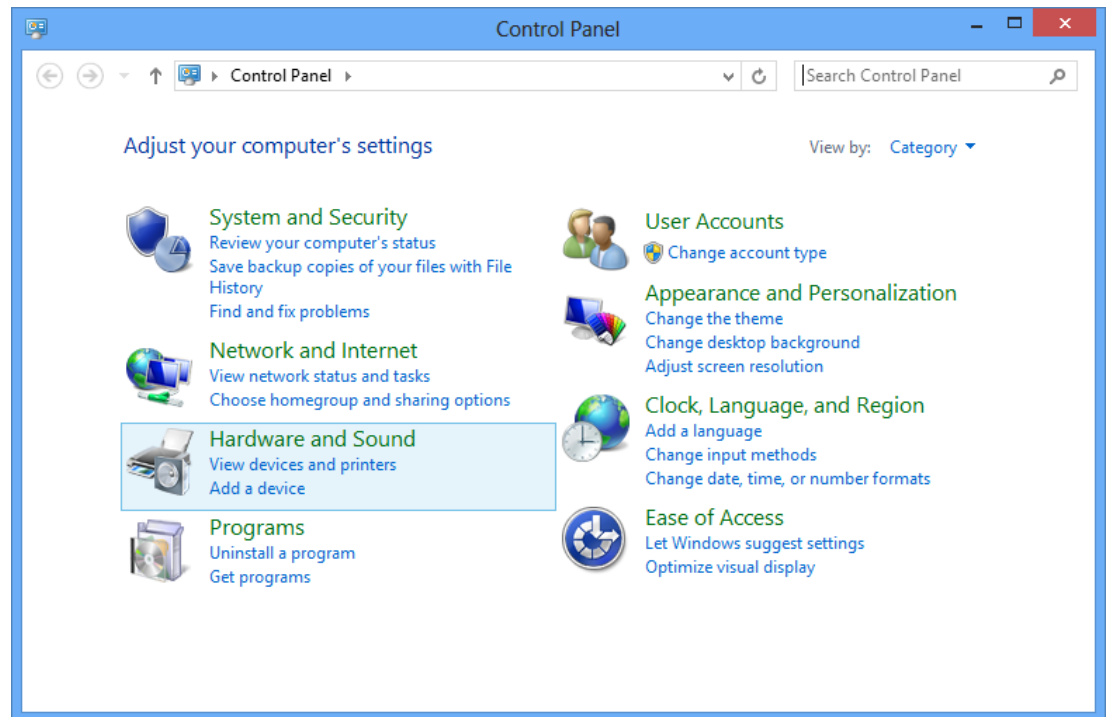 Control Panel
Control Panel
Search Control Panel
Adjust your computer's settings
View by: Category
System and Security
Review your computer's status
Save backup copies of your files with File
History
Find and fix problems
Network and Internet
View network status and tasks
Choose homegroup and sharing options
Hardware and Sound
View devices and printers
Add a device
Programs
Uninstall a program
Get programs
User Accounts
Change account type
Appearance and Personalization
Change the theme
Change desktop background
Adjust screen resolution
Clock, Language, and Region
Add a language
Change input methods
Change date, time, or number formats
Ease of Access
Let Windows suggest settings
Optimize visual display